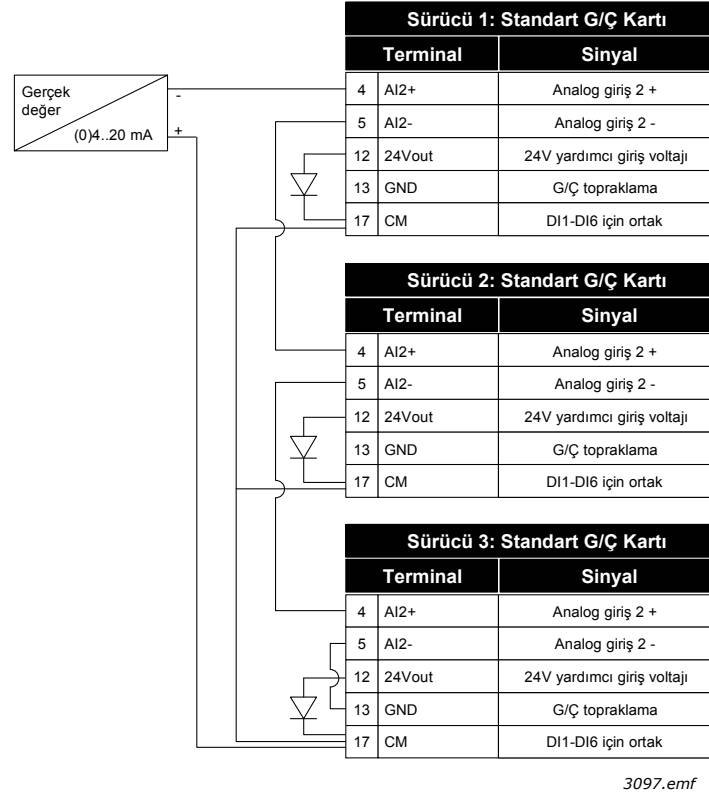 Sürücü 1: Standart G/Ç Kartı
Terminal Sinyal
Gerçek
değer
-
(0)4..20 mA +
4 AI2+ Analog giriş 2 +
5 AI2- Analog giriş 2 -
12 24Vout 24V yardımcı giriş voltajı
13 GND G/Ç topraklama
17 CM DI1-DI6 için ortak
Sürücü 2: Standart G/Ç Kartı
Terminal Sinyal
4 AI2+ Analog giriş 2 +
5 AI2- Analog giriş 2 -
12 24Vout 24V yardımcı giriş voltajı
13 GND G/Ç topraklama
17 CM DI1-DI6 için ortak
Sürücü 3: Standart G/Ç Kartı
Terminal Sinyal
4 AI2+ Analog giriş 2 +
5 AI2- Analog giriş 2 -
12 24Vout 24V yardımcı giriş voltajı
13 GND G/Ç topraklama
17 CM DI1-DI6 için ortak
3097.emf